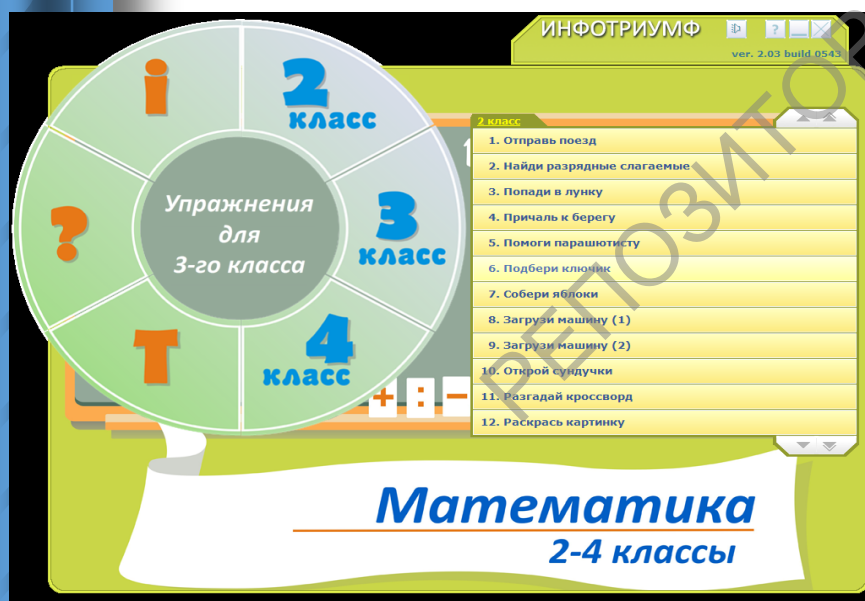 ИНФОТРИУМФ
?
ver. 2.03 build 0543
i
2
класс
?
Упражнения
для
3-го класса
3
класс
Т
4
класс
+ : −
2 класс
1. Отправь поезд
2. Найди разрядные слагаемые
3. Попади в лунку
4. Причаль к берегу
5. Помоги парашютисту
6. Подбери ключик
7. Собери яблоки
8. Загрузи машину (1)
9. Загрузи машину (2)
10. Открой сундучки
11. Разгадай кроссворд
12. Раскрась картинку
Математика
2-4 классы